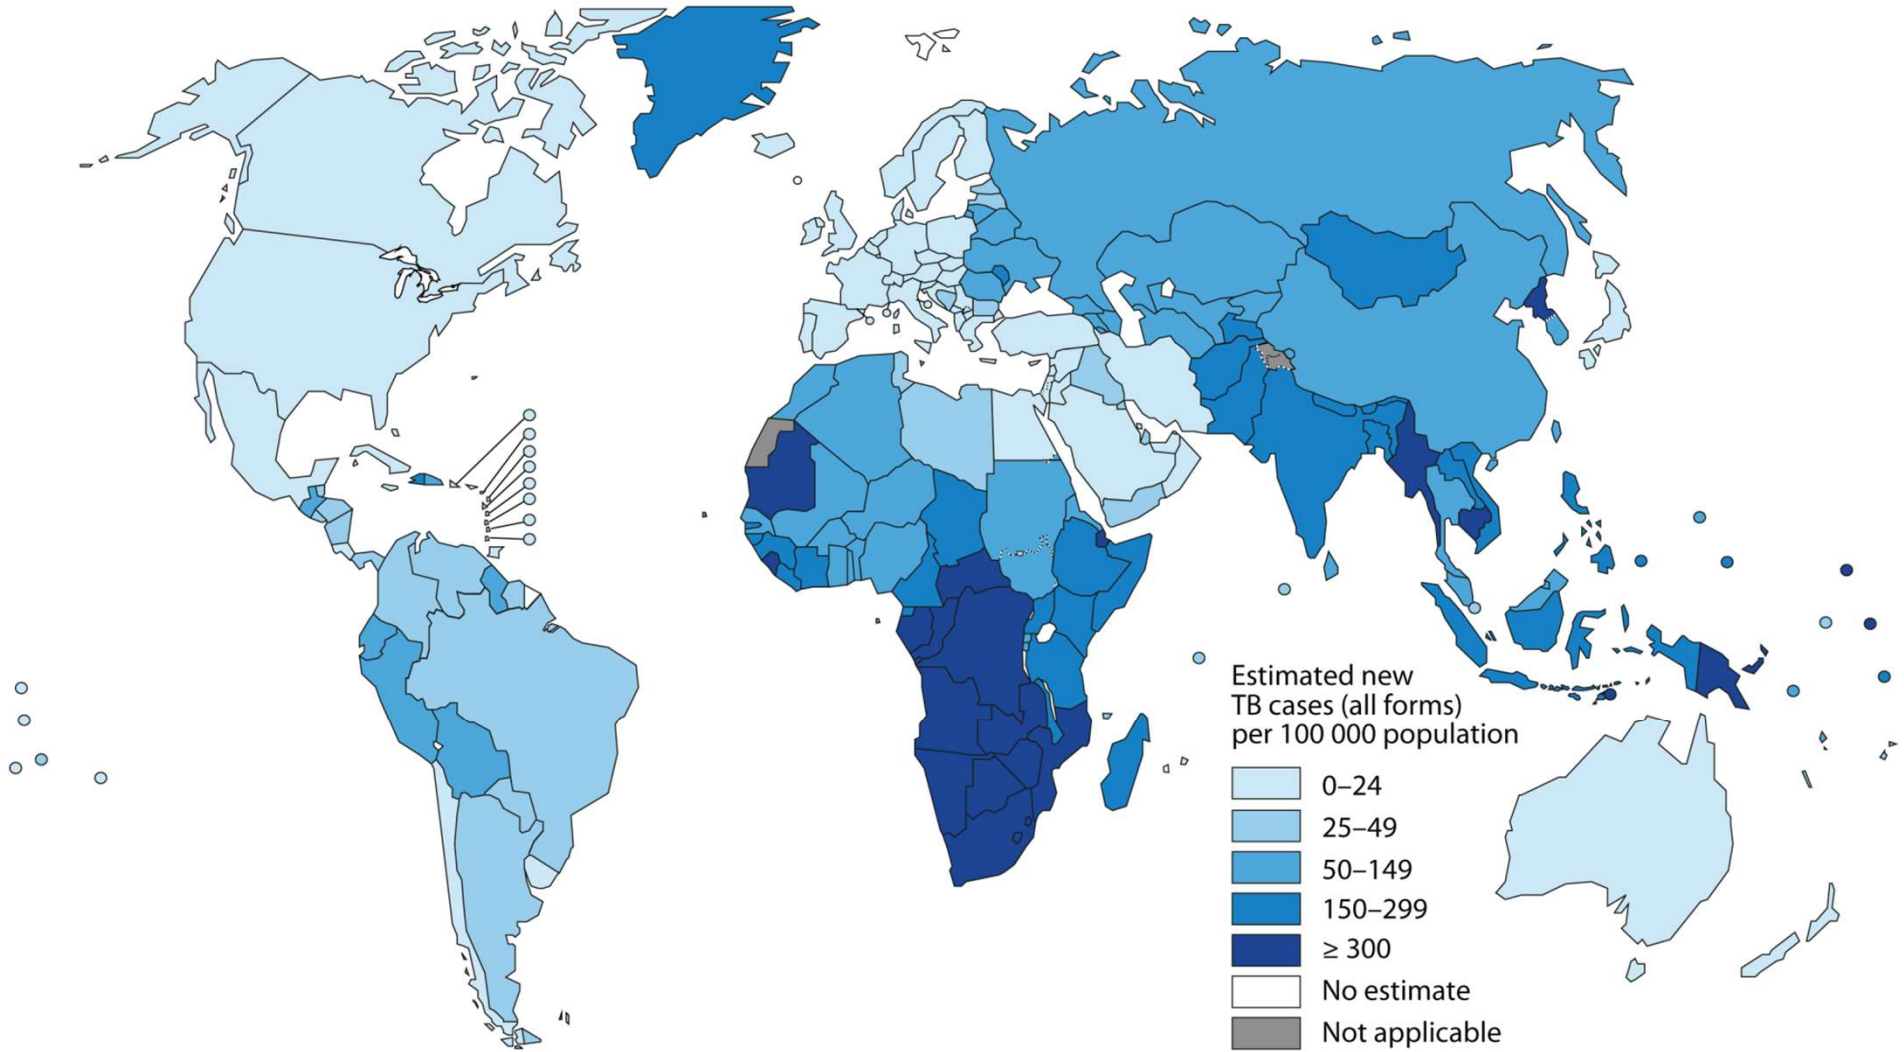 Estimated new
TB cases (all forms)
per 100 000 population
0–24
25–49
50–149
150–299
≥ 300
No estimate
Not applicable